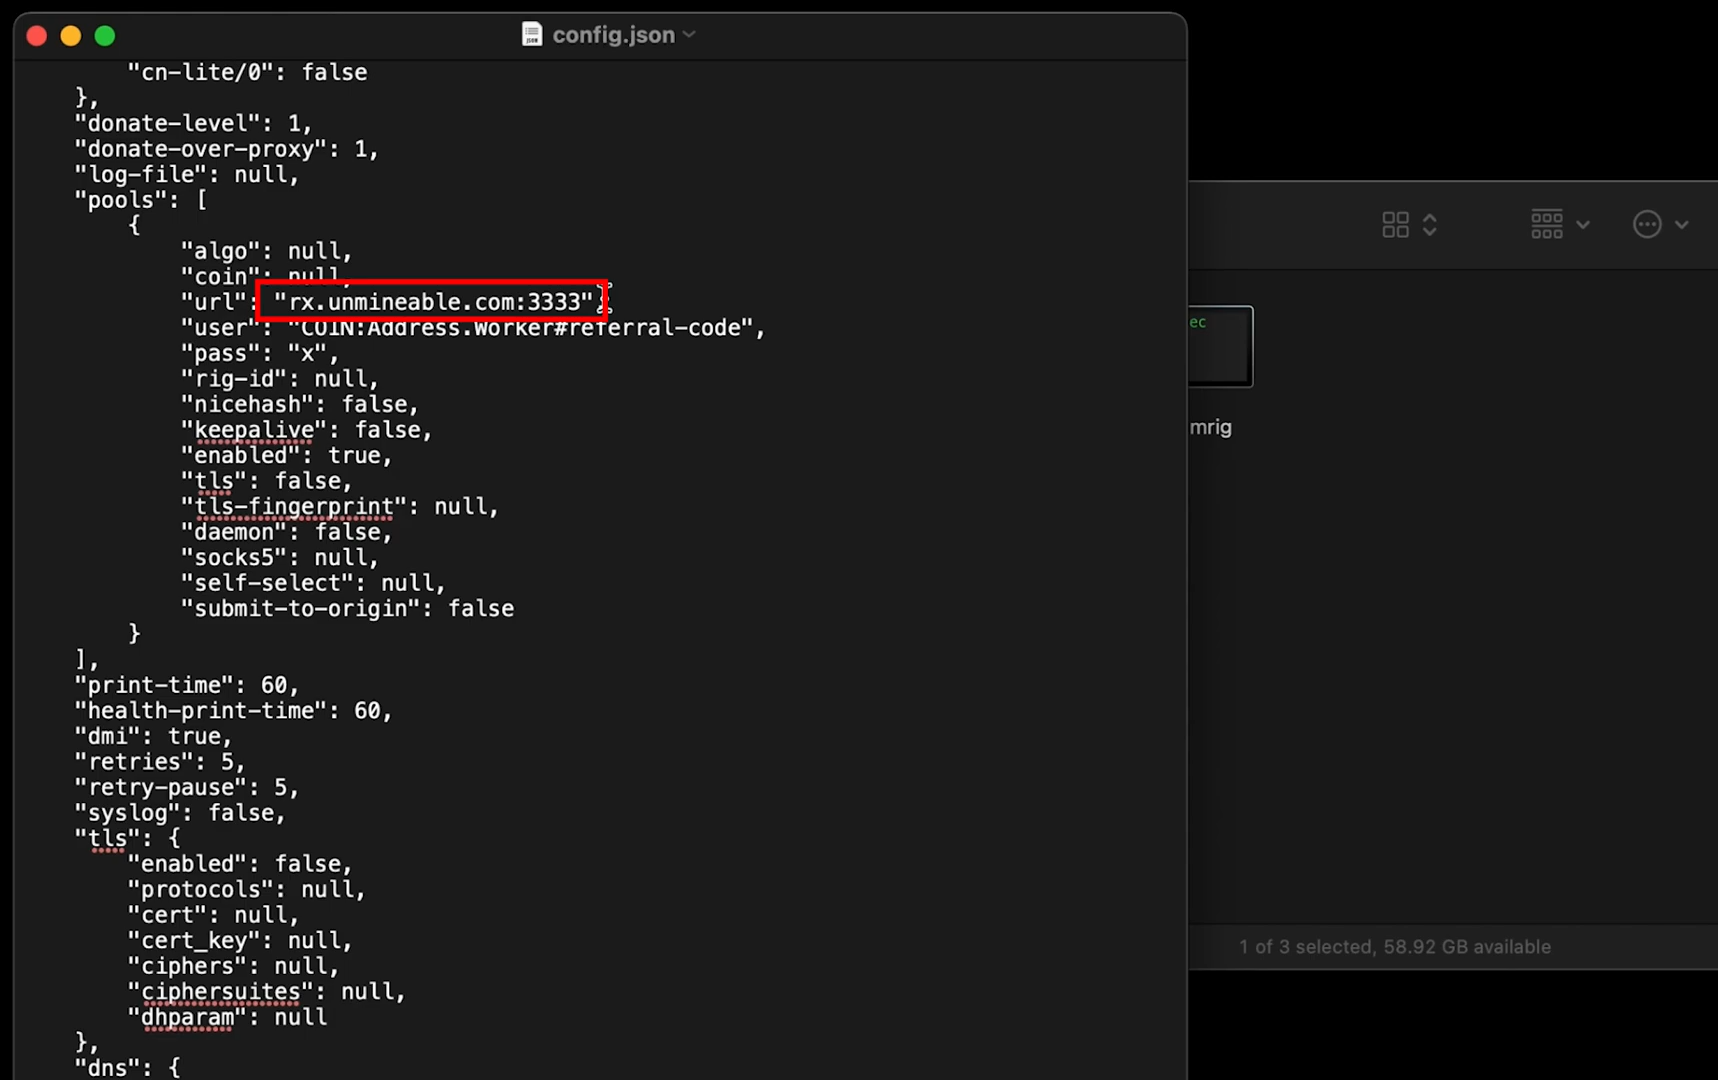 config.json
"cn-lite/0": false
},
"donate-level": 1,
"donate-over-proxy": 1,
"log-file": null,
"pools": [
{
"algo": null,
"coin": null,
"url": "rx.unmineable.com:3333",
"user": "COIN:Address.Worker#referral-code",
"pass": "x",
"rig-id": null,
"nicehash": false,
"keepalive": false,
"enabled": true,
"tls": false,
"tls-fingerprint": null,
"daemon": false,
"socks5": null,
"self-select": null,
"submit-to-origin": false
}
],
"print-time": 60,
"health-print-time": 60,
"dmi": true,
"retries": 5,
"retry-pause": 5,
"syslog": false,
"tls": {
"enabled": false,
"protocols": null,
"cert": null,
"cert_key": null,
"ciphers": null,
"ciphersuites": null,
"dhparam": null
},
"dns": {
ec
mrig
1 of 3 selected, 58.92 GB available